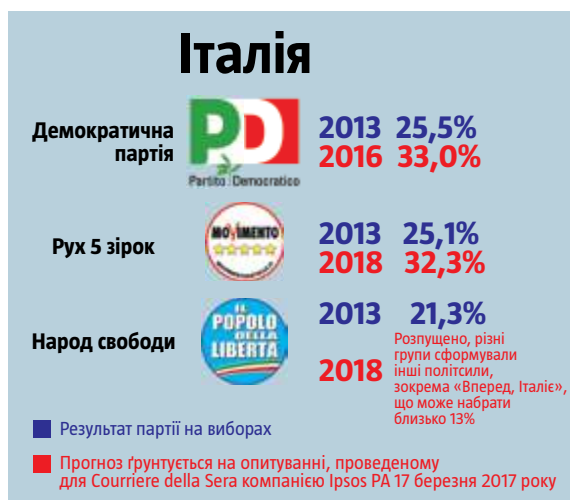 Італія
Демократична
партія
PD
Partito Democratico
2013 25,5%
2016 33,0%
Рух 5 зірок
MOVIMENTO
2013 25,1%
2018 32,3%
Народ свободи
IL
POPOLO
DELLA
LIBERTÀ
2013 21,3%
2018
Розпущено, різні
групи сформували
інші політсили,
зокрема «Вперед, Італіє»,
що може набрати
близько 13%
Результат партії на виборах
Прогноз ґрунтується на опитуванні, проведеному
для Courriere della Sera компанією Ipsos PA 17 березня 2017 року